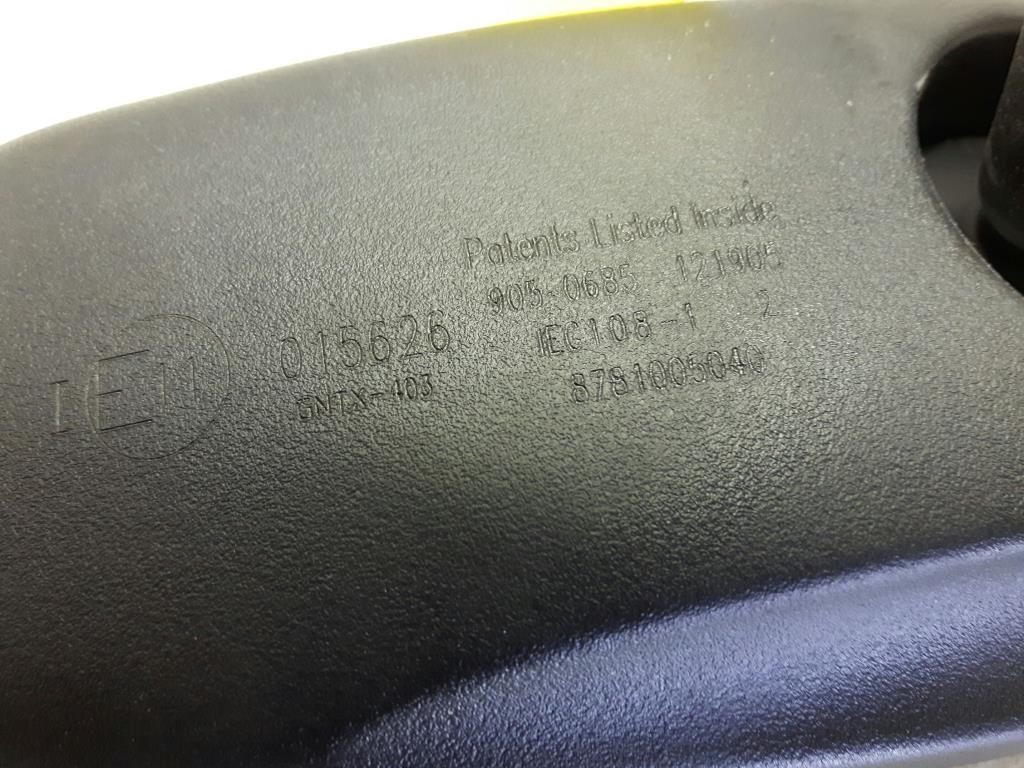 Patents Listed Inside
905-0685 121905
IEC108-1 2
8781005040
I E11 015626
GNTX-403